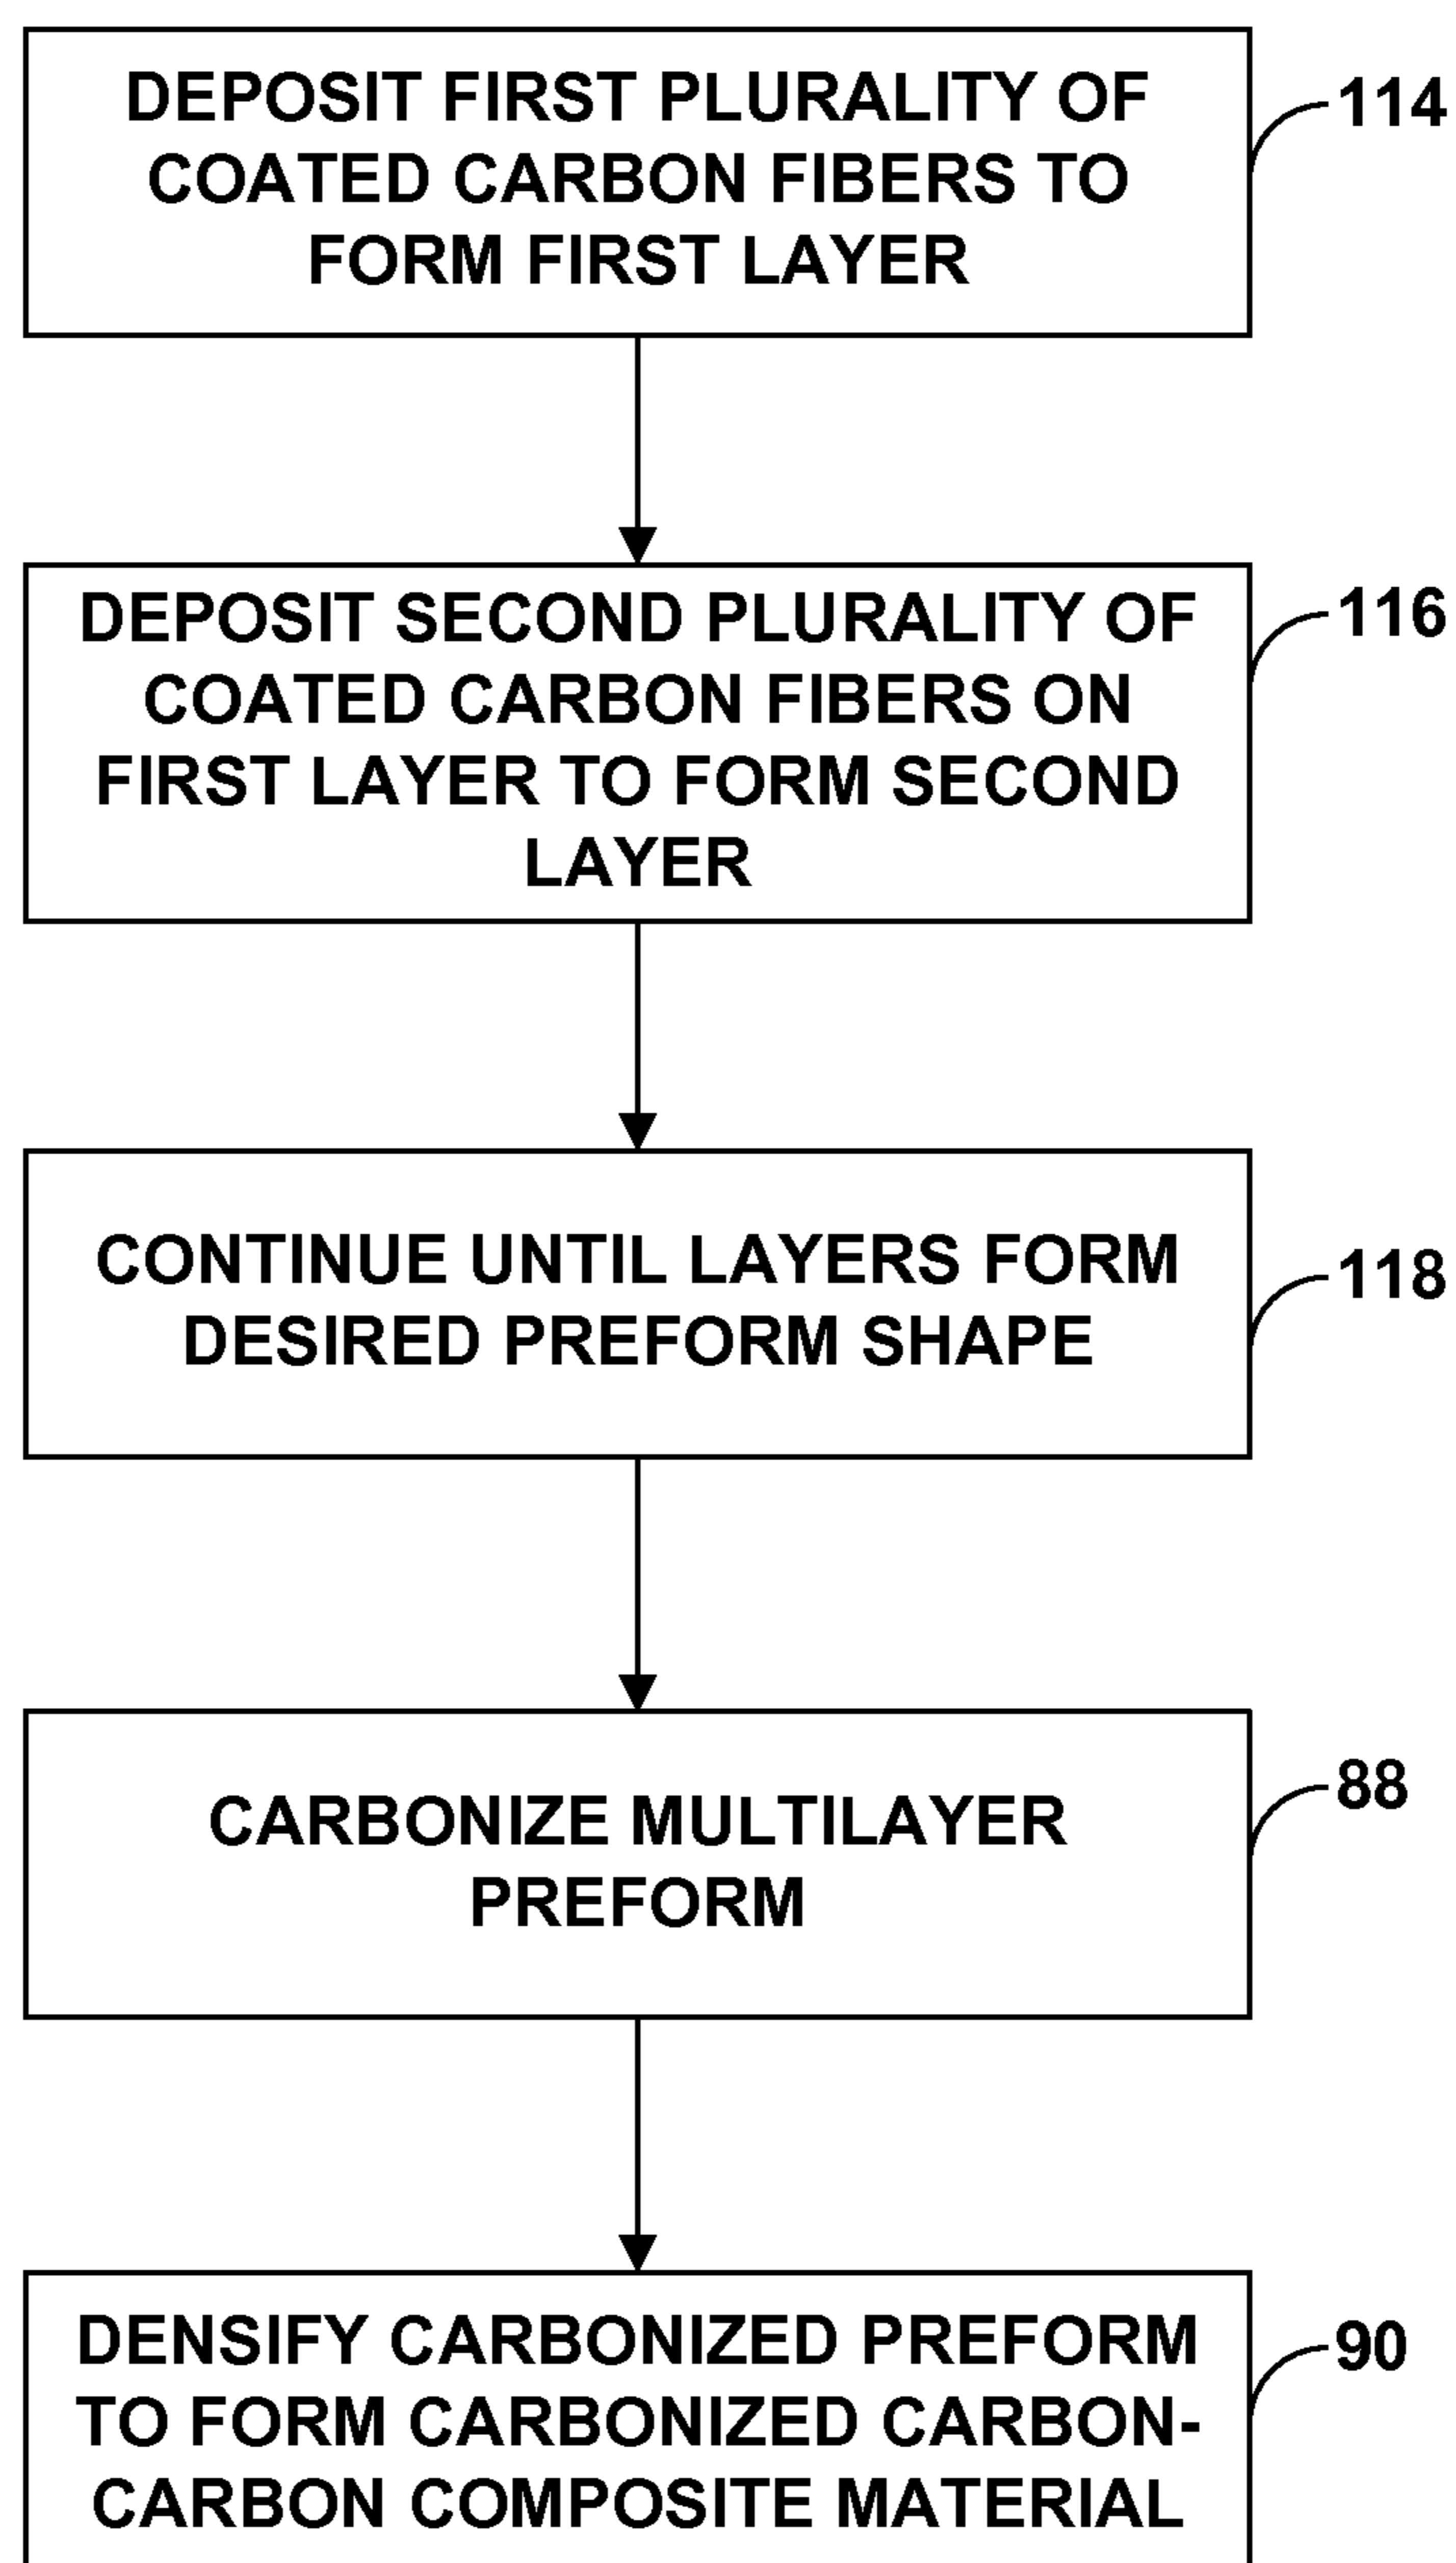 DEPOSIT FIRST PLURALITY OF
COATED CARBON FIBERS TO
FORM FIRST LAYER
114
DEPOSIT SECOND PLURALITY OF
COATED CARBON FIBERS ON
FIRST LAYER TO FORM SECOND
LAYER
116
CONTINUE UNTIL LAYERS FORM
DESIRED PREFORM SHAPE
118
CARBONIZE MULTILAYER
PREFORM
88
DENSIFY CARBONIZED PREFORM
TO FORM CARBONIZED CARBON-
CARBON COMPOSITE MATERIAL
90